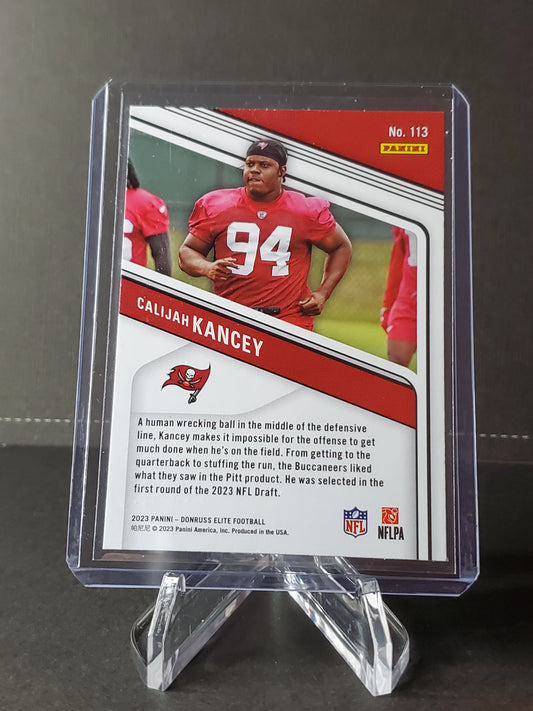 No. 113
PANINI
94
CALIJAH KANCEY
A human wrecking ball in the middle of the defensive
line, Kancey makes it impossible for the offense to get
much done when he's on the field. From getting to the
quarterback to stuffing the run, the Buccaneers liked
what they saw in the Pitt product. He was selected in the
first round of the 2023 NFL Draft.
2023 PANINI – DONRUSS ELITE FOOTBALL
帕尼尼 © 2023 Panini America, Inc. Produced in the USA.
NFL
NFLPA